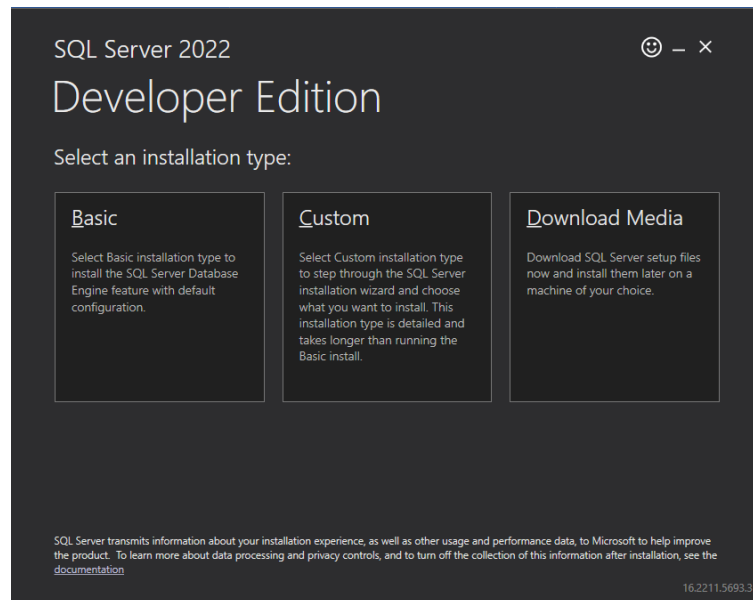 SQL Server 2022
Developer Edition
Select an installation type:
Basic
Select Basic installation type to
install the SQL Server Database
Engine feature with default
configuration.
Custom
Select Custom installation type
to step through the SQL Server
installation wizard and choose
what you want to install. This
installation type is detailed and
takes longer than running the
Basic install.
Download Media
Download SQL Server setup files
now and install them later on a
machine of your choice.
SQL Server transmits information about your installation experience, as well as other usage and performance data, to Microsoft to help improve
the product.  To learn more about data processing and privacy controls, and to turn off the collection of this information after installation, see the
documentation
16.2211.5693.3